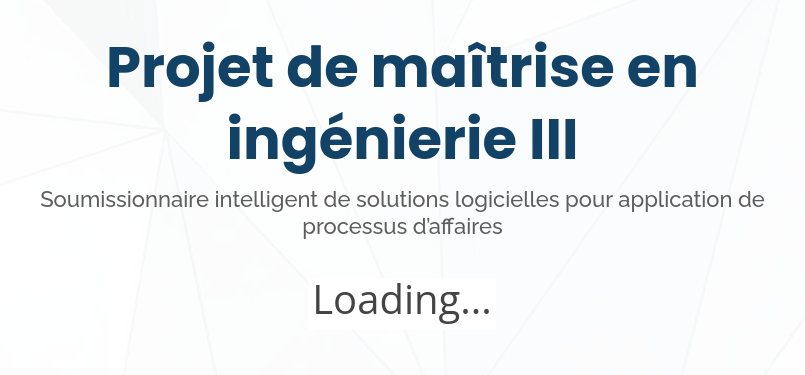 Projet de maîtrise en
ingénierie III
Soumissionnaire intelligent de solutions logicielles pour application de
processus d’affaires
Loading...